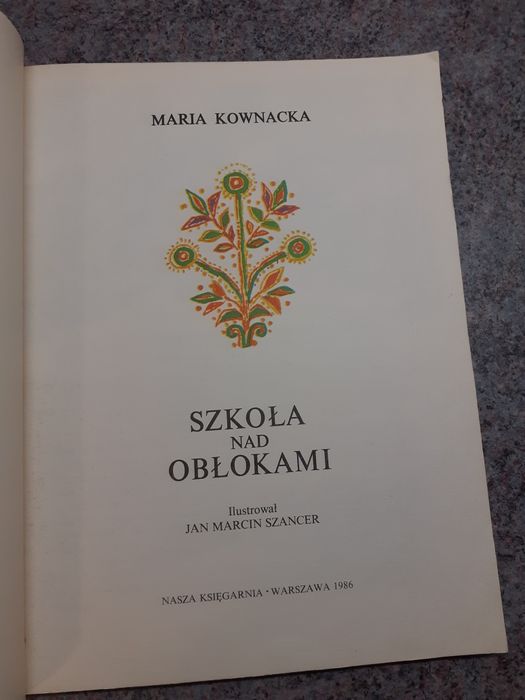 MARIA KOWNACKA
SZKOŁA
NAD
OBŁOKAMI
Ilustrował
JAN MARCIN SZANCER
NASZA KSIĘGARNIA • WARSZAWA 1986